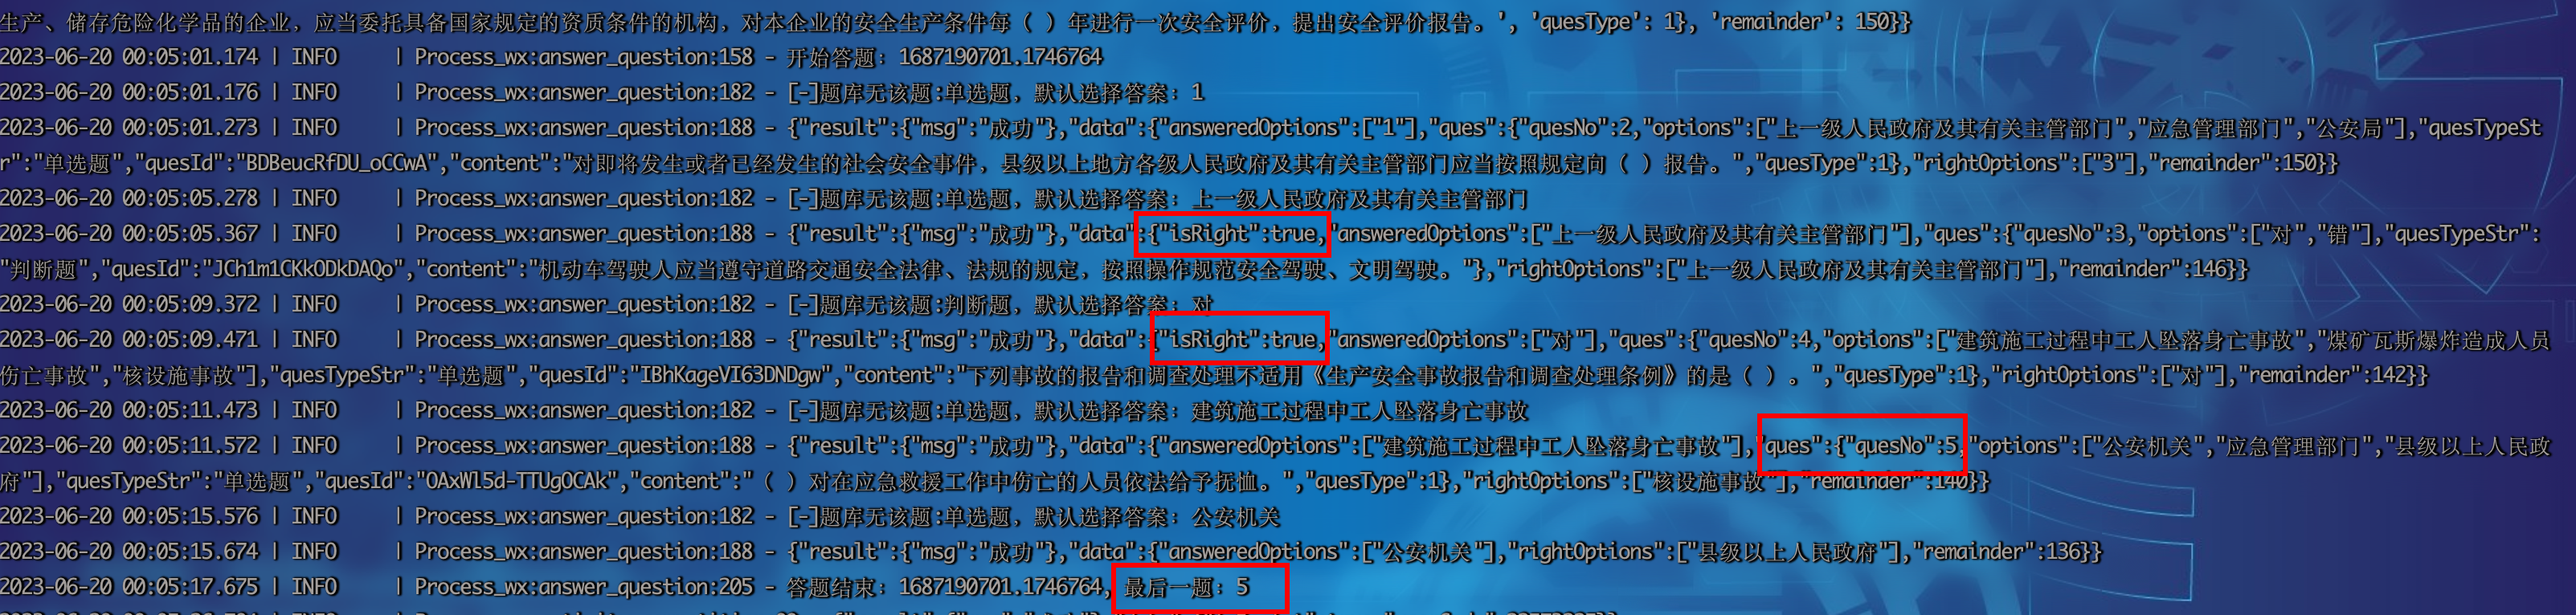 生产、储存危险化学品的企业，应当委托具备国家规定的资质条件的机构，对本企业的安全生产条件每（ ）年进行一次安全评价，提出安全评价报告。', 'quesType': 1}, 'remainder': 150}}
2023-06-20 00:05:01.174 | INFO     | Process_wx:answer_question:158 - 开始答题：1687190701.1746764
2023-06-20 00:05:01.176 | INFO     | Process_wx:answer_question:182 - [-]题库无该题:单选题，默认选择答案：1
2023-06-20 00:05:01.273 | INFO     | Process_wx:answer_question:188 - {"result":{"msg":"成功"},"data":{"answeredOptions":["1"],"ques":{"quesNo":2,"options":["上一级人民政府及其有关主管部门","应急管理部门","公安局"],"quesTypeSt
r":"单选题","quesId":"BDBeucRfDU_oCCwA","content":"对即将发生或者已经发生的社会安全事件，县级以上地方各级人民政府及其有关主管部门应当按照规定向（ ）报告。","quesType":1},"rightOptions":["3"],"remainder":150}}
2023-06-20 00:05:05.278 | INFO     | Process_wx:answer_question:182 - [-]题库无该题:单选题，默认选择答案：上一级人民政府及其有关主管部门
2023-06-20 00:05:05.367 | INFO     | Process_wx:answer_question:188 - {"result":{"msg":"成功"},"data":{"isRight":true,"answeredOptions":["上一级人民政府及其有关主管部门"],"ques":{"quesNo":3,"options":["对","错"],"quesTypeStr":
"判断题","quesId":"JCh1m1CKkODkDAQo","content":"机动车驾驶人应当遵守道路交通安全法律、法规的规定，按照操作规范安全驾驶、文明驾驶。"},"rightOptions":["上一级人民政府及其有关主管部门"],"remainder":146}}
2023-06-20 00:05:09.372 | INFO     | Process_wx:answer_question:182 - [-]题库无该题:判断题，默认选择答案：对
2023-06-20 00:05:09.471 | INFO     | Process_wx:answer_question:188 - {"result":{"msg":"成功"},"data":{"isRight":true,"answeredOptions":["对"],"ques":{"quesNo":4,"options":["建筑施工过程中工人坠落身亡事故","煤矿瓦斯爆炸造成人员
伤亡事故","核设施事故"],"quesTypeStr":"单选题","quesId":"IBhKageVI63DNDgw","content":"下列事故的报告和调查处理不适用《生产安全事故报告和调查处理条例》的是（ ）。","quesType":1},"rightOptions":["对"],"remainder":142}}
2023-06-20 00:05:11.473 | INFO     | Process_wx:answer_question:182 - [-]题库无该题:单选题，默认选择答案：建筑施工过程中工人坠落身亡事故
2023-06-20 00:05:11.572 | INFO     | Process_wx:answer_question:188 - {"result":{"msg":"成功"},"data":{"answeredOptions":["建筑施工过程中工人坠落身亡事故"],"ques":{"quesNo":5,"options":["公安机关","应急管理部门","县级以上人民政
府"],"quesTypeStr":"单选题","quesId":"OAxWl5d-TTUgOCAk","content":"（ ）对在应急救援工作中伤亡的人员依法给予抚恤。","quesType":1},"rightOptions":["核设施事故"],"remainder":140}}
2023-06-20 00:05:15.576 | INFO     | Process_wx:answer_question:182 - [-]题库无该题:单选题，默认选择答案：公安机关
2023-06-20 00:05:15.674 | INFO     | Process_wx:answer_question:188 - {"result":{"msg":"成功"},"data":{"answeredOptions":["公安机关"],"rightOptions":["县级以上人民政府"],"remainder":136}}
2023-06-20 00:05:17.675 | INFO     | Process_wx:answer_question:205 - 答题结束：1687190701.1746764，最后一题：5